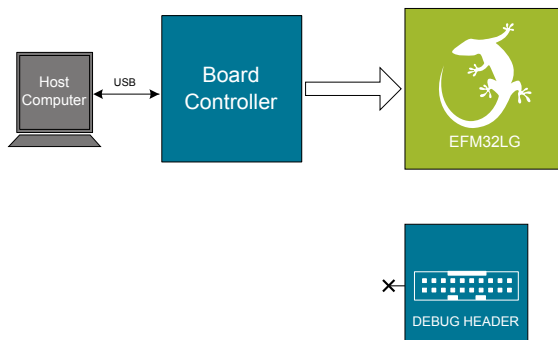 Host
Computer
USB
Board
Controller
EFM32LG
DEBUG HEADER